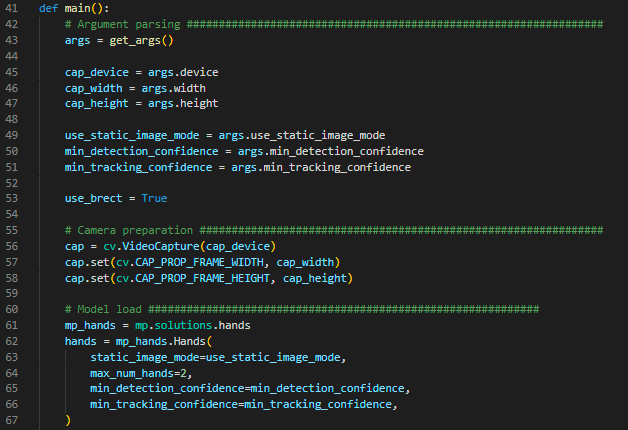 41 def main():
42     # Argument parsing #################################################################
43     args = get_args()
44
45     cap_device = args.device
46     cap_width = args.width
47     cap_height = args.height
48
49     use_static_image_mode = args.use_static_image_mode
50     min_detection_confidence = args.min_detection_confidence
51     min_tracking_confidence = args.min_tracking_confidence
52
53     use_brect = True
54
55     # Camera preparation ###############################################################
56     cap = cv.VideoCapture(cap_device)
57     cap.set(cv.CAP_PROP_FRAME_WIDTH, cap_width)
58     cap.set(cv.CAP_PROP_FRAME_HEIGHT, cap_height)
59
60     # Model load #############################################################
61     mp_hands = mp.solutions.hands
62     hands = mp_hands.Hands(
63         static_image_mode=use_static_image_mode,
64         max_num_hands=2,
65         min_detection_confidence=min_detection_confidence,
66         min_tracking_confidence=min_tracking_confidence,
67     )